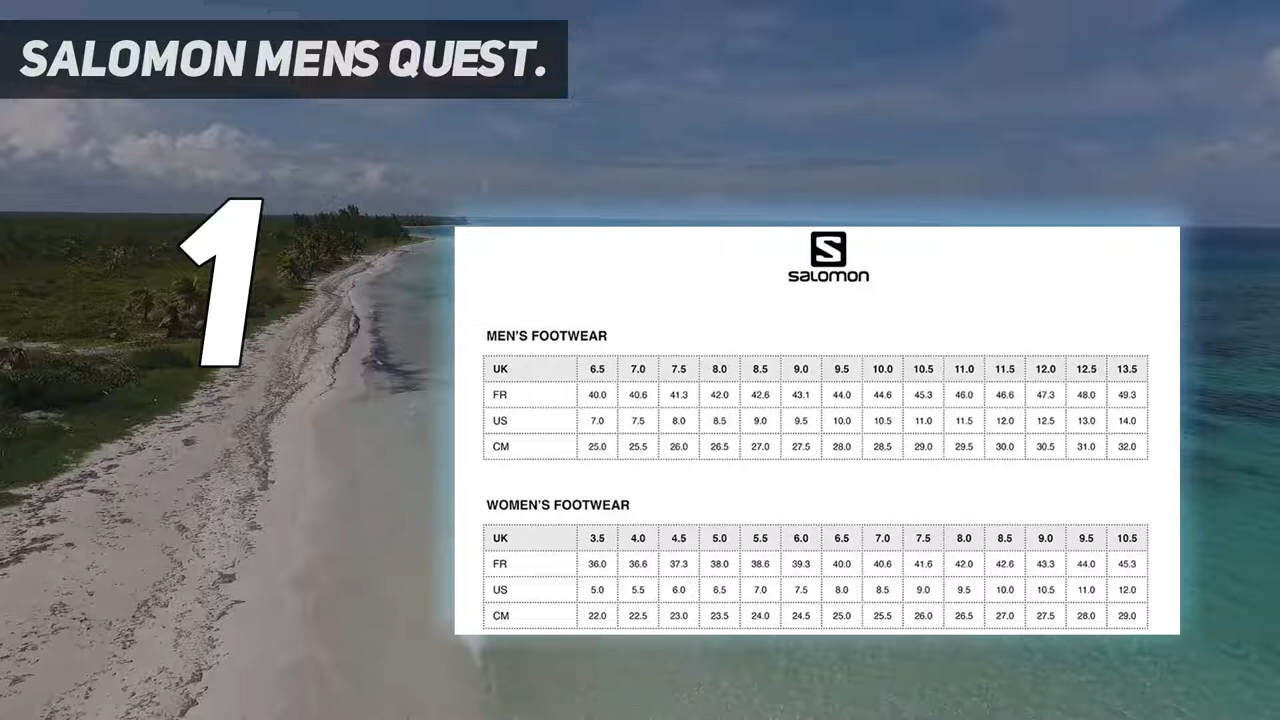 SALOMON MENS QUEST.
1
S
SALOMON
MEN'S FOOTWEAR
UK 6.5 7.0 7.5 8.0 8.5 9.0 9.5 10.0 10.5 11.0 11.5 12.0 12.5 13.5
FR 40.0 40.6 41.3 42.0 42.6 43.1 44.0 44.6 45.3 46.0 46.6 47.3 48.0 49.3
US 7.0 7.5 8.0 8.5 9.0 9.5 10.0 10.5 11.0 11.5 12.0 12.5 13.0 14.0
CM 25.0 25.5 26.0 26.5 27.0 27.5 28.0 28.5 29.0 29.5 30.0 30.5 31.0 32.0
WOMEN'S FOOTWEAR
UK 3.5 4.0 4.5 5.0 5.5 6.0 6.5 7.0 7.5 8.0 8.5 9.0 9.5 10.5
FR 36.0 36.6 37.3 38.0 38.6 39.3 40.0 40.6 41.6 42.0 42.6 43.3 44.0 45.3
US 5.0 5.5 6.0 6.5 7.0 7.5 8.0 8.5 9.0 9.5 10.0 10.5 11.0 12.0
CM 22.0 22.5 23.0 23.5 24.0 24.5 25.0 25.5 26.0 26.5 27.0 27.5 28.0 29.0